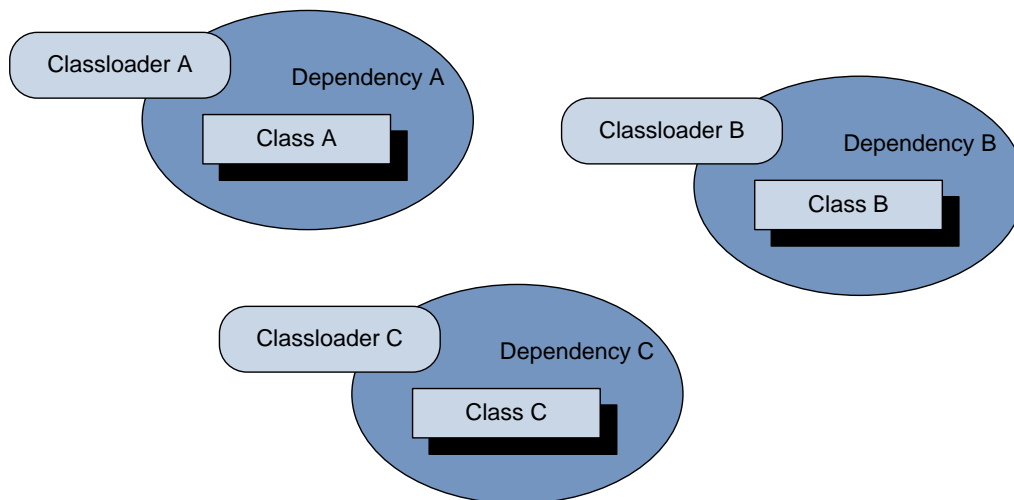 Classloader A
Dependency A
Class A
Classloader B
Dependency B
Class B
Classloader C
Dependency C
Class C